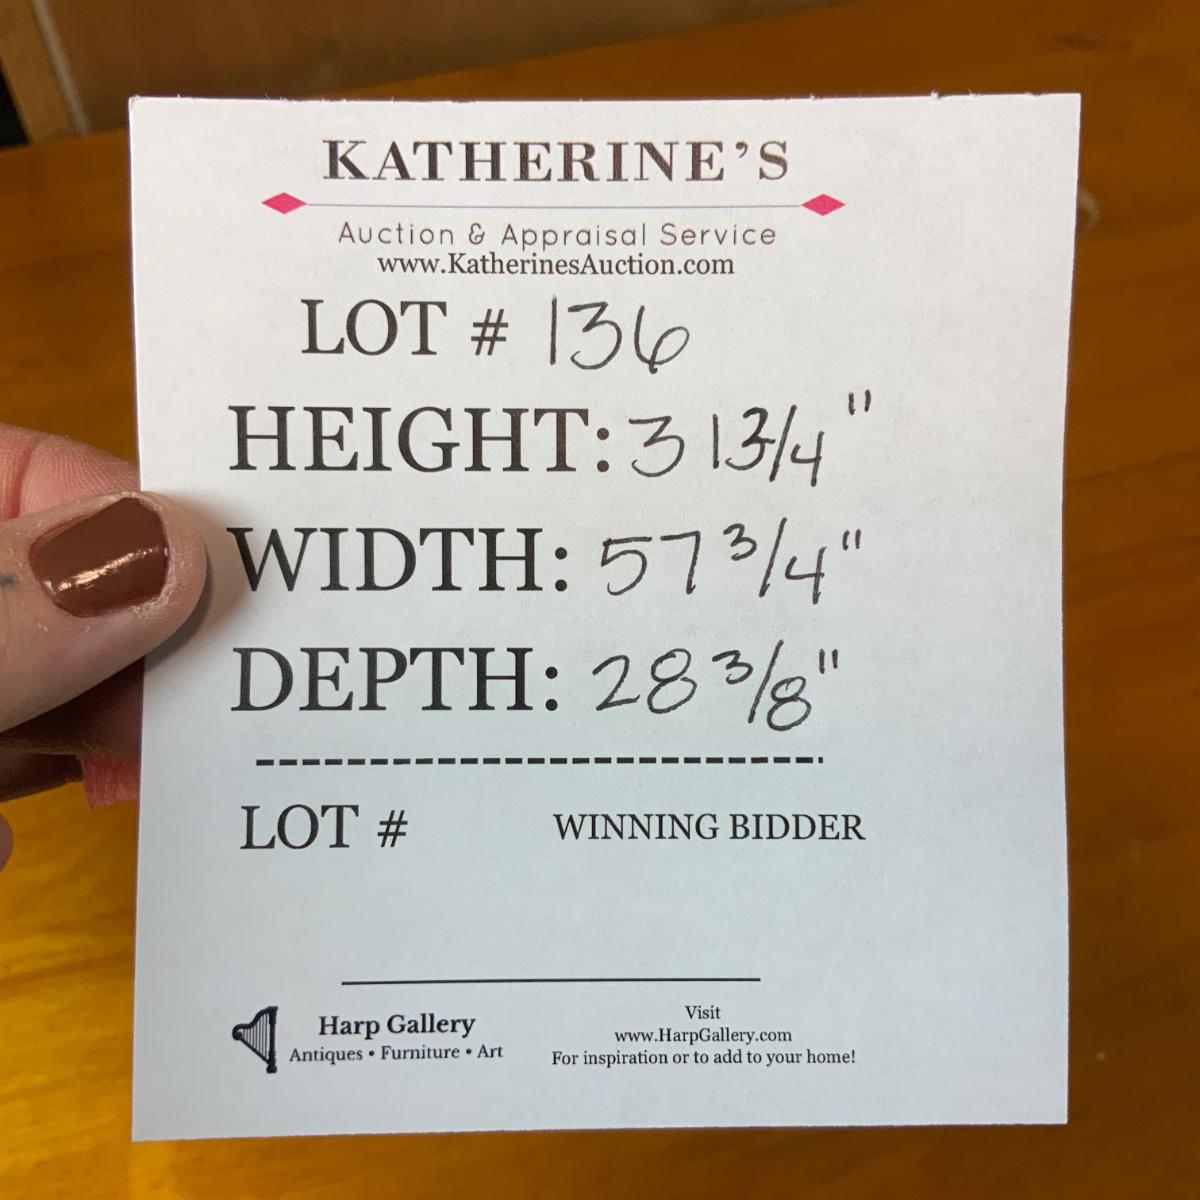 KATHERINE'S
Auction & Appraisal Service
www.KatherinesAuction.com
LOT # 136
HEIGHT: 31 3/4"
WIDTH: 57 3/4"
DEPTH: 28 3/8"
LOT # WINNING BIDDER
Harp Gallery
Antiques • Furniture • Art
Visit
www.HarpGallery.com
For inspiration or to add to your home!